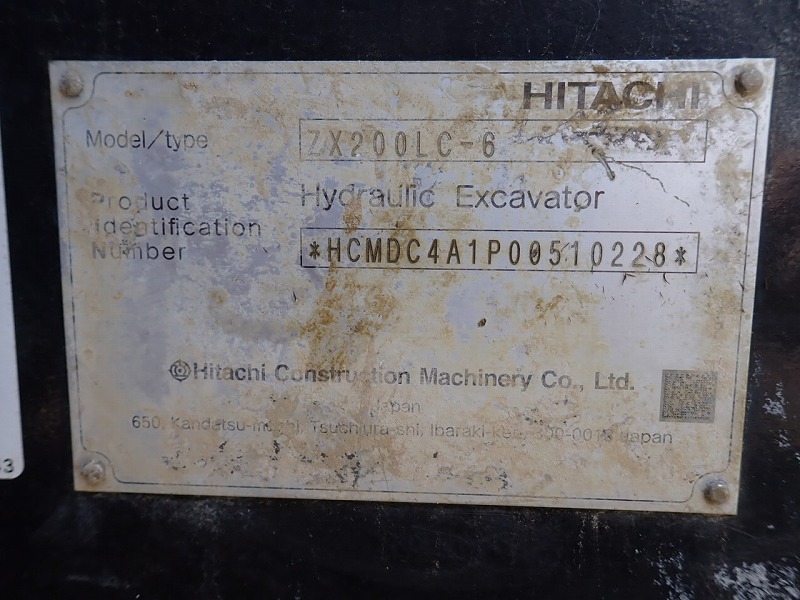 HITACHI
Model/type ZX200LC-6
Hydraulic Excavator
Product
Identification
Number *HCMDC4A1P00510228*
Hitachi Construction Machinery Co., Ltd.
Japan
650, Kandatsu-machi, Tsuchiura-shi, Ibaraki-ken, 300-0013 Japan
3